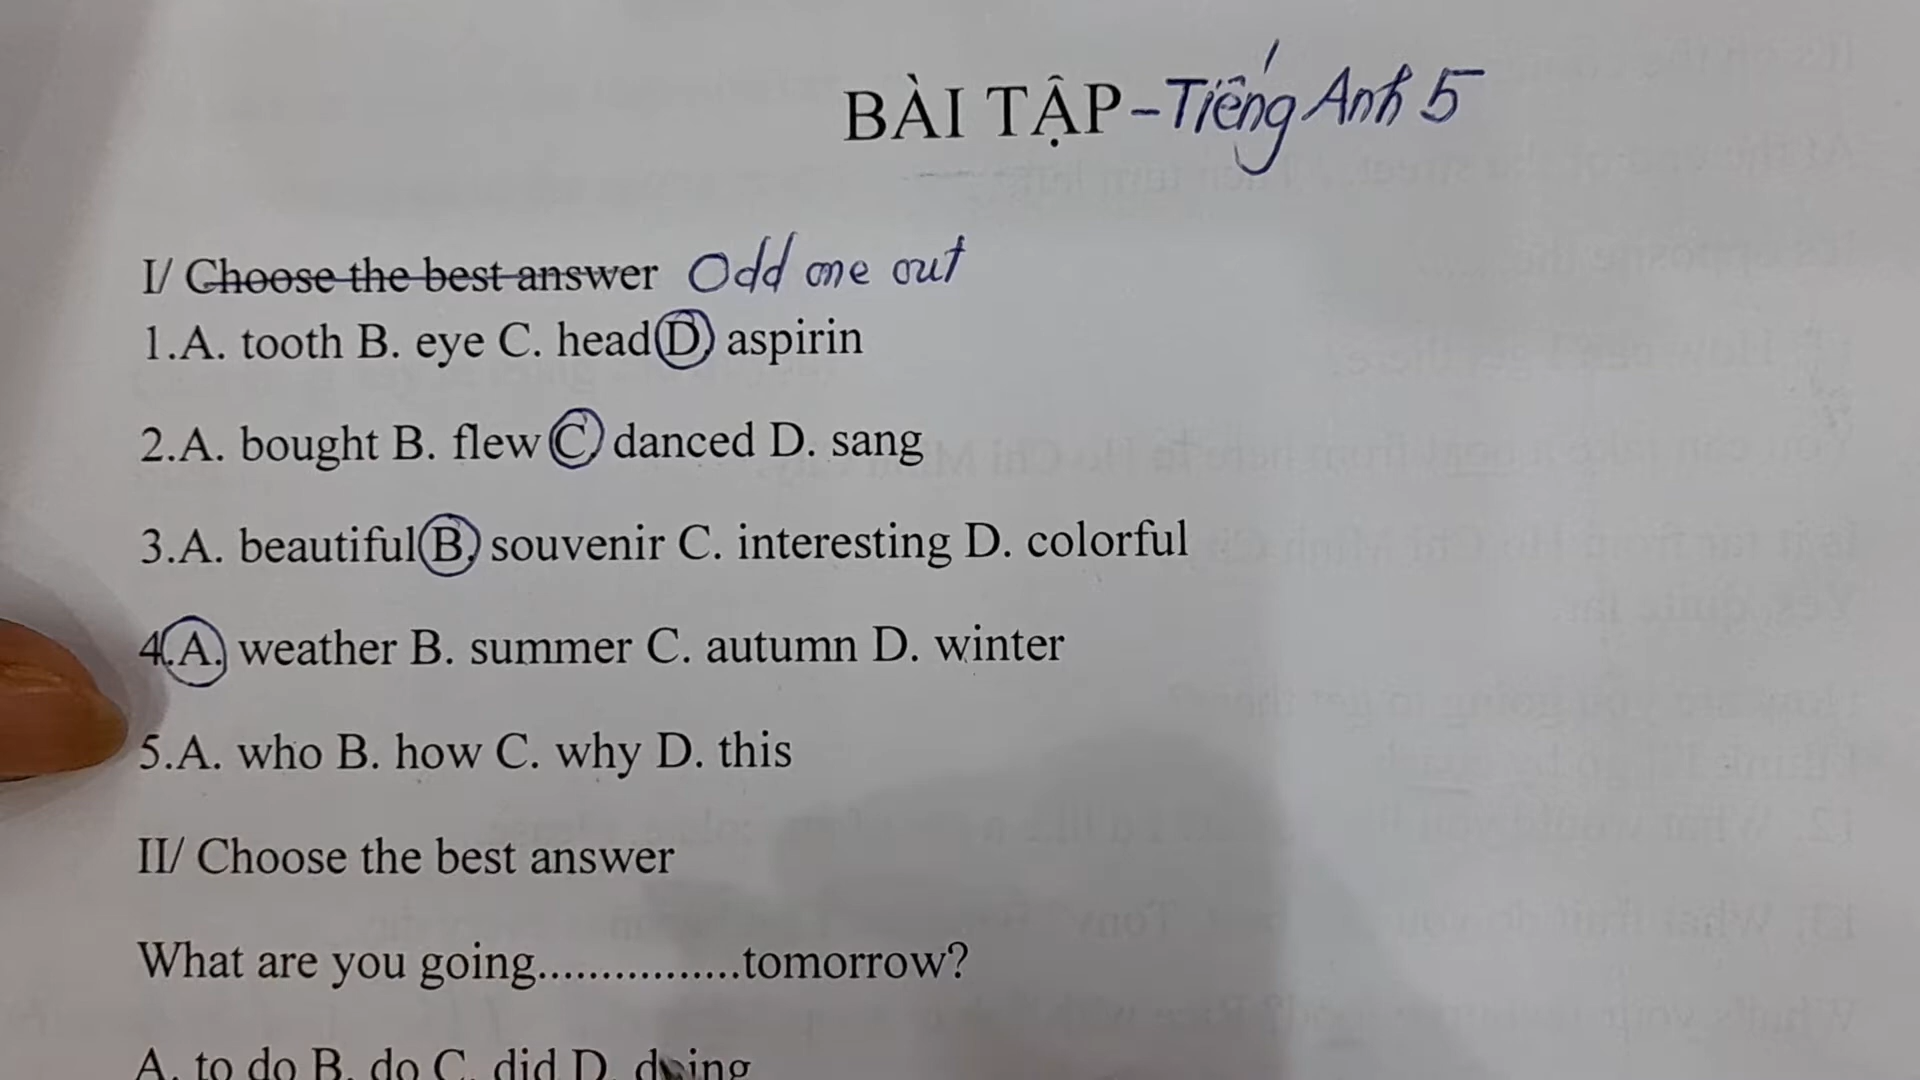 BÀI TẬP - Tiếng Anh 5
I/ Choose the best answer Odd one out
1.A. tooth B. eye C. head D. aspirin
2.A. bought B. flew C. danced D. sang
3.A. beautiful B. souvenir C. interesting D. colorful
4.A. weather B. summer C. autumn D. winter
5.A. who B. how C. why D. this
II/ Choose the best answer
What are you going................tomorrow?
A. to do B. do C. did D. doing